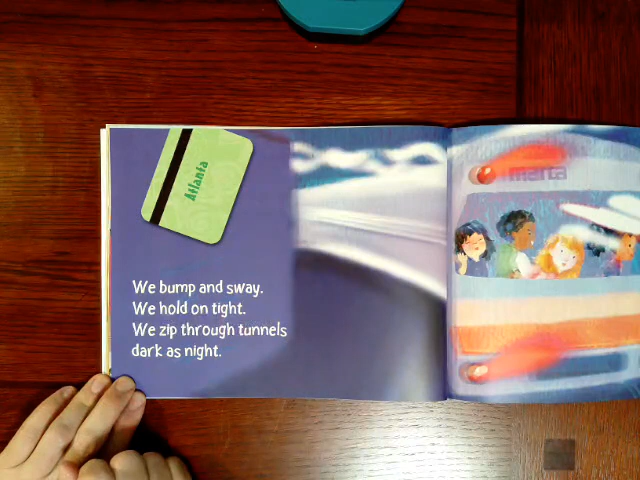 Atlanta
We bump and sway.
We hold on tight.
We zip through tunnels
dark as night.
marta